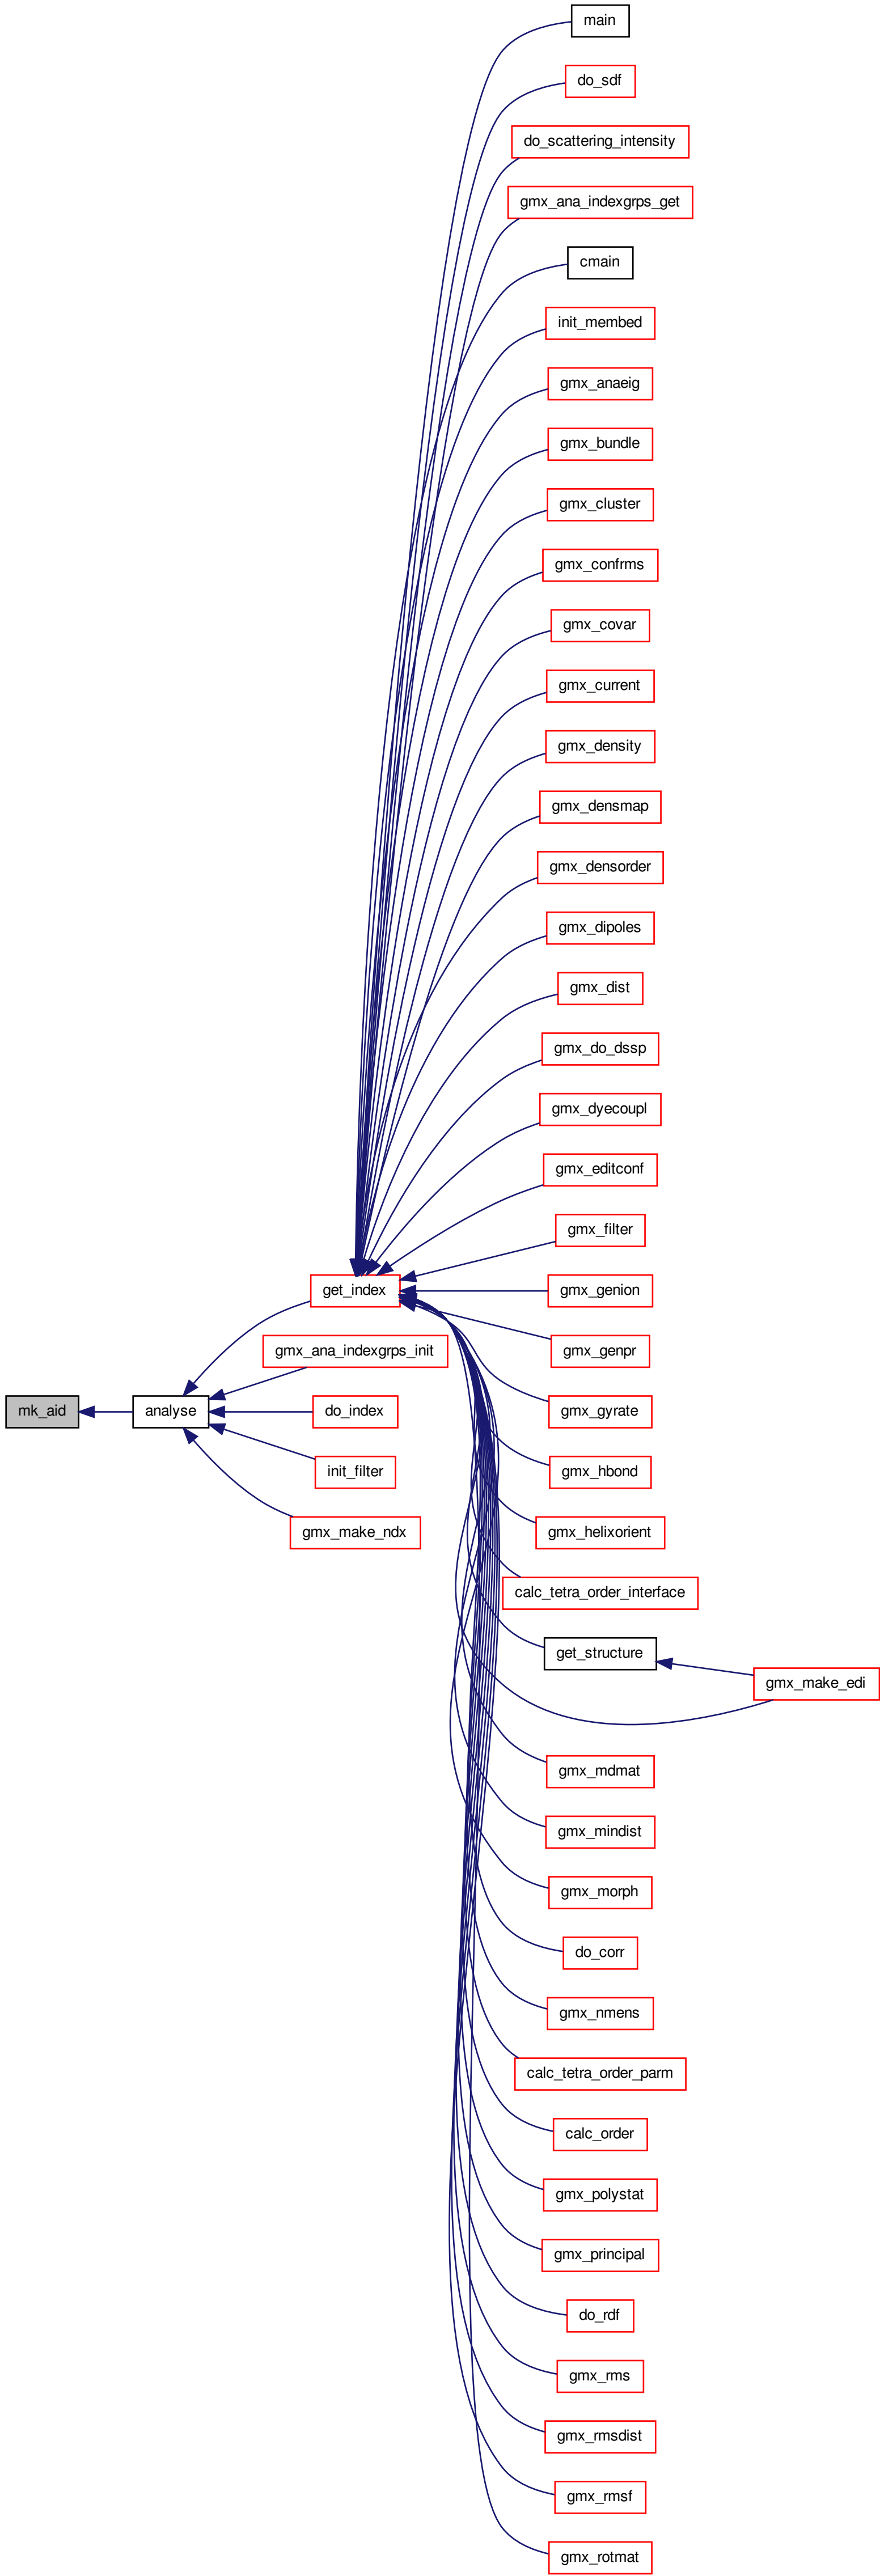 main
do_sdf
do_scattering_intensity
gmx_ana_indexgrps_get
cmain
init_membed
gmx_anaeig
gmx_bundle
gmx_cluster
gmx_confrms
gmx_covar
gmx_current
gmx_density
gmx_densmap
gmx_densorder
gmx_dipoles
gmx_dist
gmx_do_dssp
gmx_dyecoupl
gmx_editconf
gmx_filter
get_index
gmx_genion
gmx_ana_indexgrps_init
gmx_genpr
mk_aid
analyse
do_index
gmx_gyrate
init_filter
gmx_hbond
gmx_make_ndx
gmx_helixorient
calc_tetra_order_interface
get_structure
gmx_make_edi
gmx_mdmat
gmx_mindist
gmx_morph
do_corr
gmx_nmens
calc_tetra_order_parm
calc_order
gmx_polystat
gmx_principal
do_rdf
gmx_rms
gmx_rmsdist
gmx_rmsf
gmx_rotmat